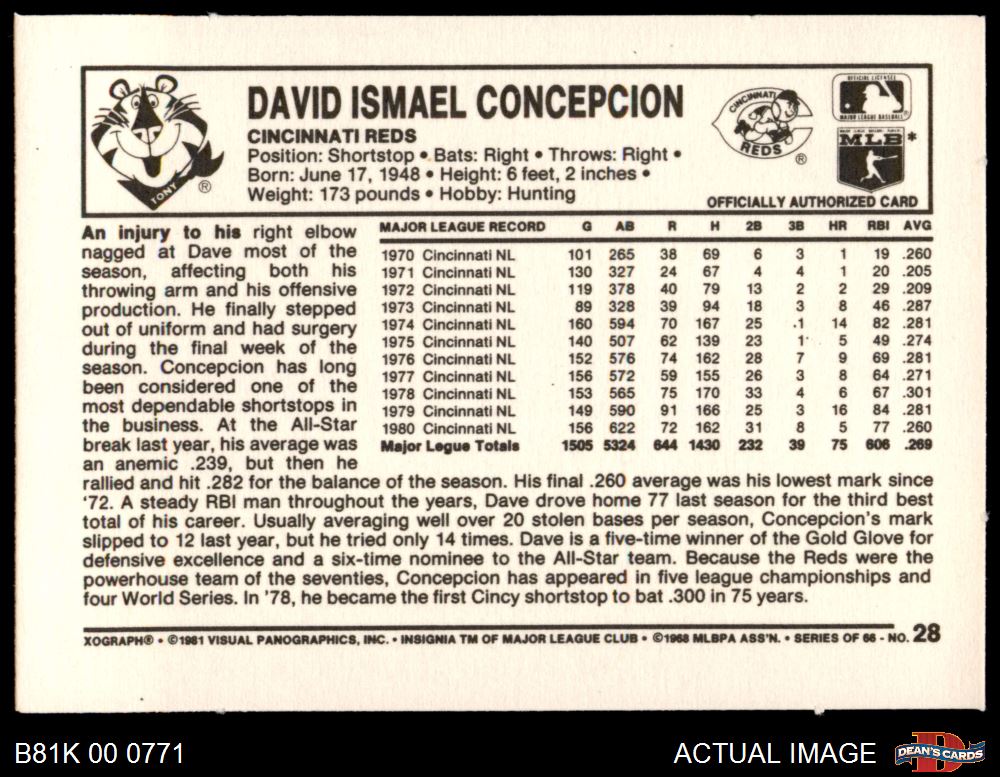 DAVID ISMAEL CONCEPCION
CINCINNATI REDS
Position: Shortstop • Bats: Right • Throws: Right •
Born: June 17, 1948 • Height: 6 feet, 2 inches •
Weight: 173 pounds • Hobby: Hunting
TONY
®
CINCINNATI
REDS
®
OFFICIAL LICENSEE
MAJOR LEAGUE BASEBALL
MLB *
OFFICIALLY AUTHORIZED CARD
An injury to his right elbow
nagged at Dave most of the
season, affecting both his
throwing arm and his offensive
production. He finally stepped
out of uniform and had surgery
during the final week of the
season. Concepcion has long
been considered one of the
most dependable shortstops in
the business. At the All-Star
break last year, his average was
an anemic .239, but then he
MAJOR LEAGUE RECORD G AB R H 2B 3B HR RBI AVG
1970 Cincinnati NL 101 265 38 69 6 3 1 19 .260
1971 Cincinnati NL 130 327 24 67 4 4 1 20 .205
1972 Cincinnati NL 119 378 40 79 13 2 2 29 .209
1973 Cincinnati NL 89 328 39 94 18 3 8 46 .287
1974 Cincinnati NL 160 594 70 167 25 .1 14 82 .281
1975 Cincinnati NL 140 507 62 139 23 1 5 49 .274
1976 Cincinnati NL 152 576 74 162 28 7 9 69 .281
1977 Cincinnati NL 156 572 59 155 26 3 8 64 .271
1978 Cincinnati NL 153 565 75 170 33 4 6 67 .301
1979 Cincinnati NL 149 590 91 166 25 3 16 84 .281
1980 Cincinnati NL 156 622 72 162 31 8 5 77 .260
Major Legue Totals 1505 5324 644 1430 232 39 75 606 .269
rallied and hit .282 for the balance of the season. His final .260 average was his lowest mark since
'72. A steady RBI man throughout the years, Dave drove home 77 last season for the third best
total of his career. Usually averaging well over 20 stolen bases per season, Concepcion's mark
slipped to 12 last year, but he tried only 14 times. Dave is a five-time winner of the Gold Glove for
defensive excellence and a six-time nominee to the All-Star team. Because the Reds were the
powerhouse team of the seventies, Concepcion has appeared in five league championships and
four World Series. In '78, he became the first Cincy shortstop to bat .300 in 75 years.
XOGRAPH® • ©1981 VISUAL PANOGRAPHICS, INC. • INSIGNIA TM OF MAJOR LEAGUE CLUB • ©1968 MLBPA ASS'N. • SERIES OF 66 - NO. 28
B81K 00 0771
ACTUAL IMAGE
DEAN'S CARDS